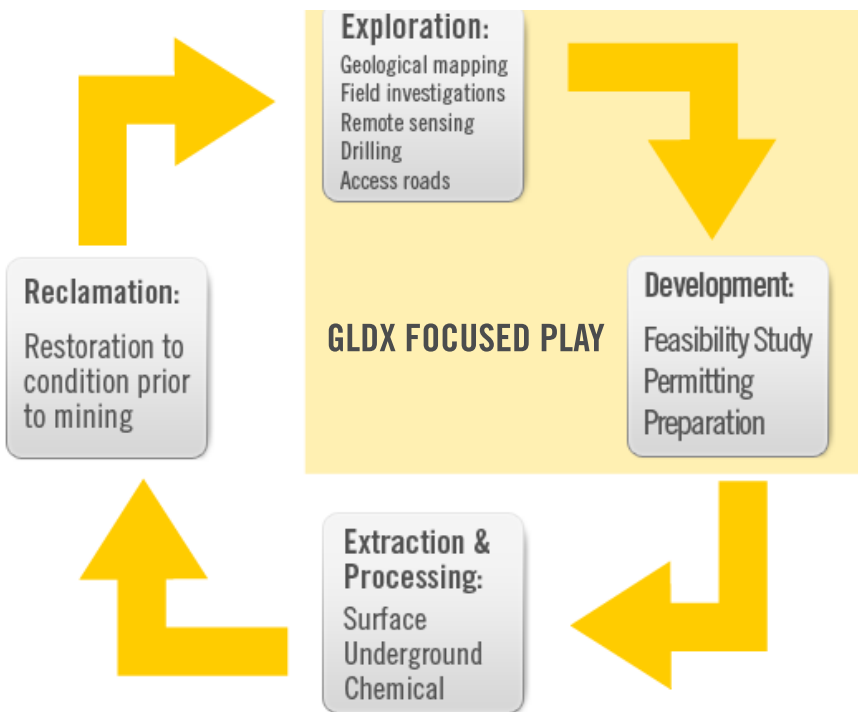 Exploration:
Geological mapping
Field investigations
Remote sensing
Drilling
Access roads
Development:
Feasibility Study
Permitting
Preparation
GLDX FOCUSED PLAY
Extraction &
Processing:
Surface
Underground
Chemical
Reclamation:
Restoration to
condition prior
to mining